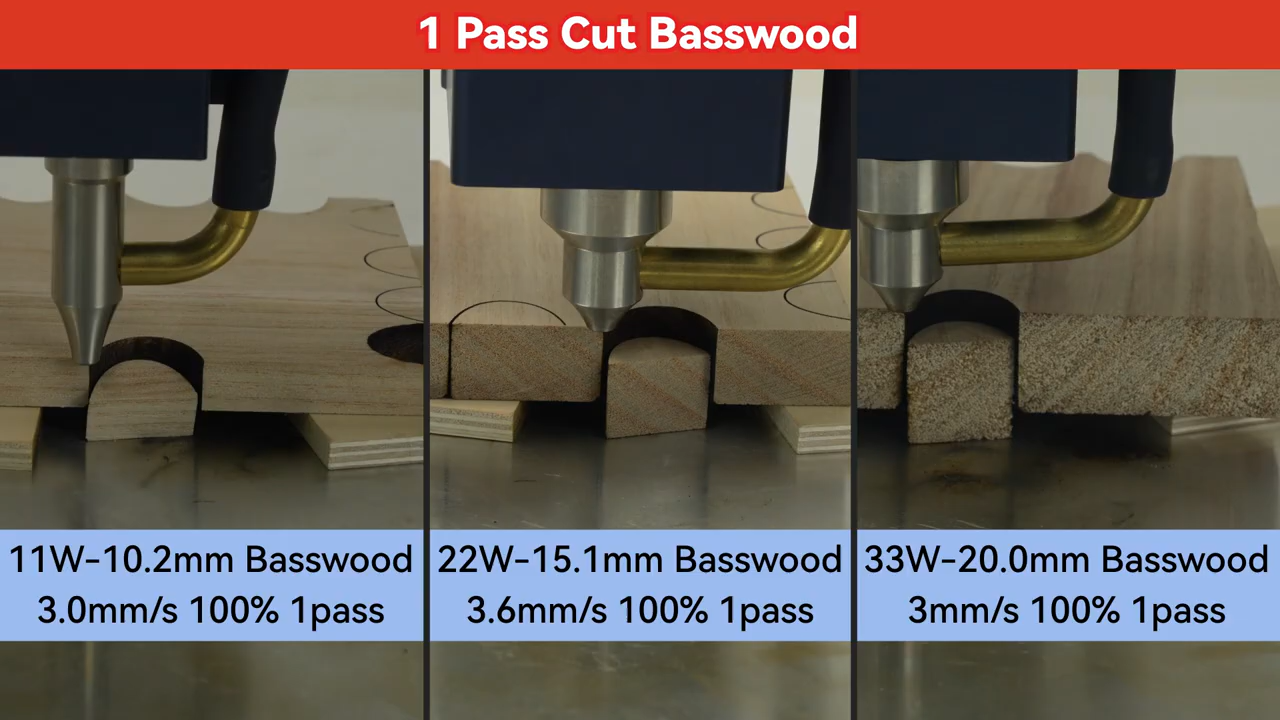 1 Pass Cut Basswood
11W-10.2mm Basswood
3.0mm/s 100% 1pass
22W-15.1mm Basswood
3.6mm/s 100% 1pass
33W-20.0mm Basswood
3mm/s 100% 1pass